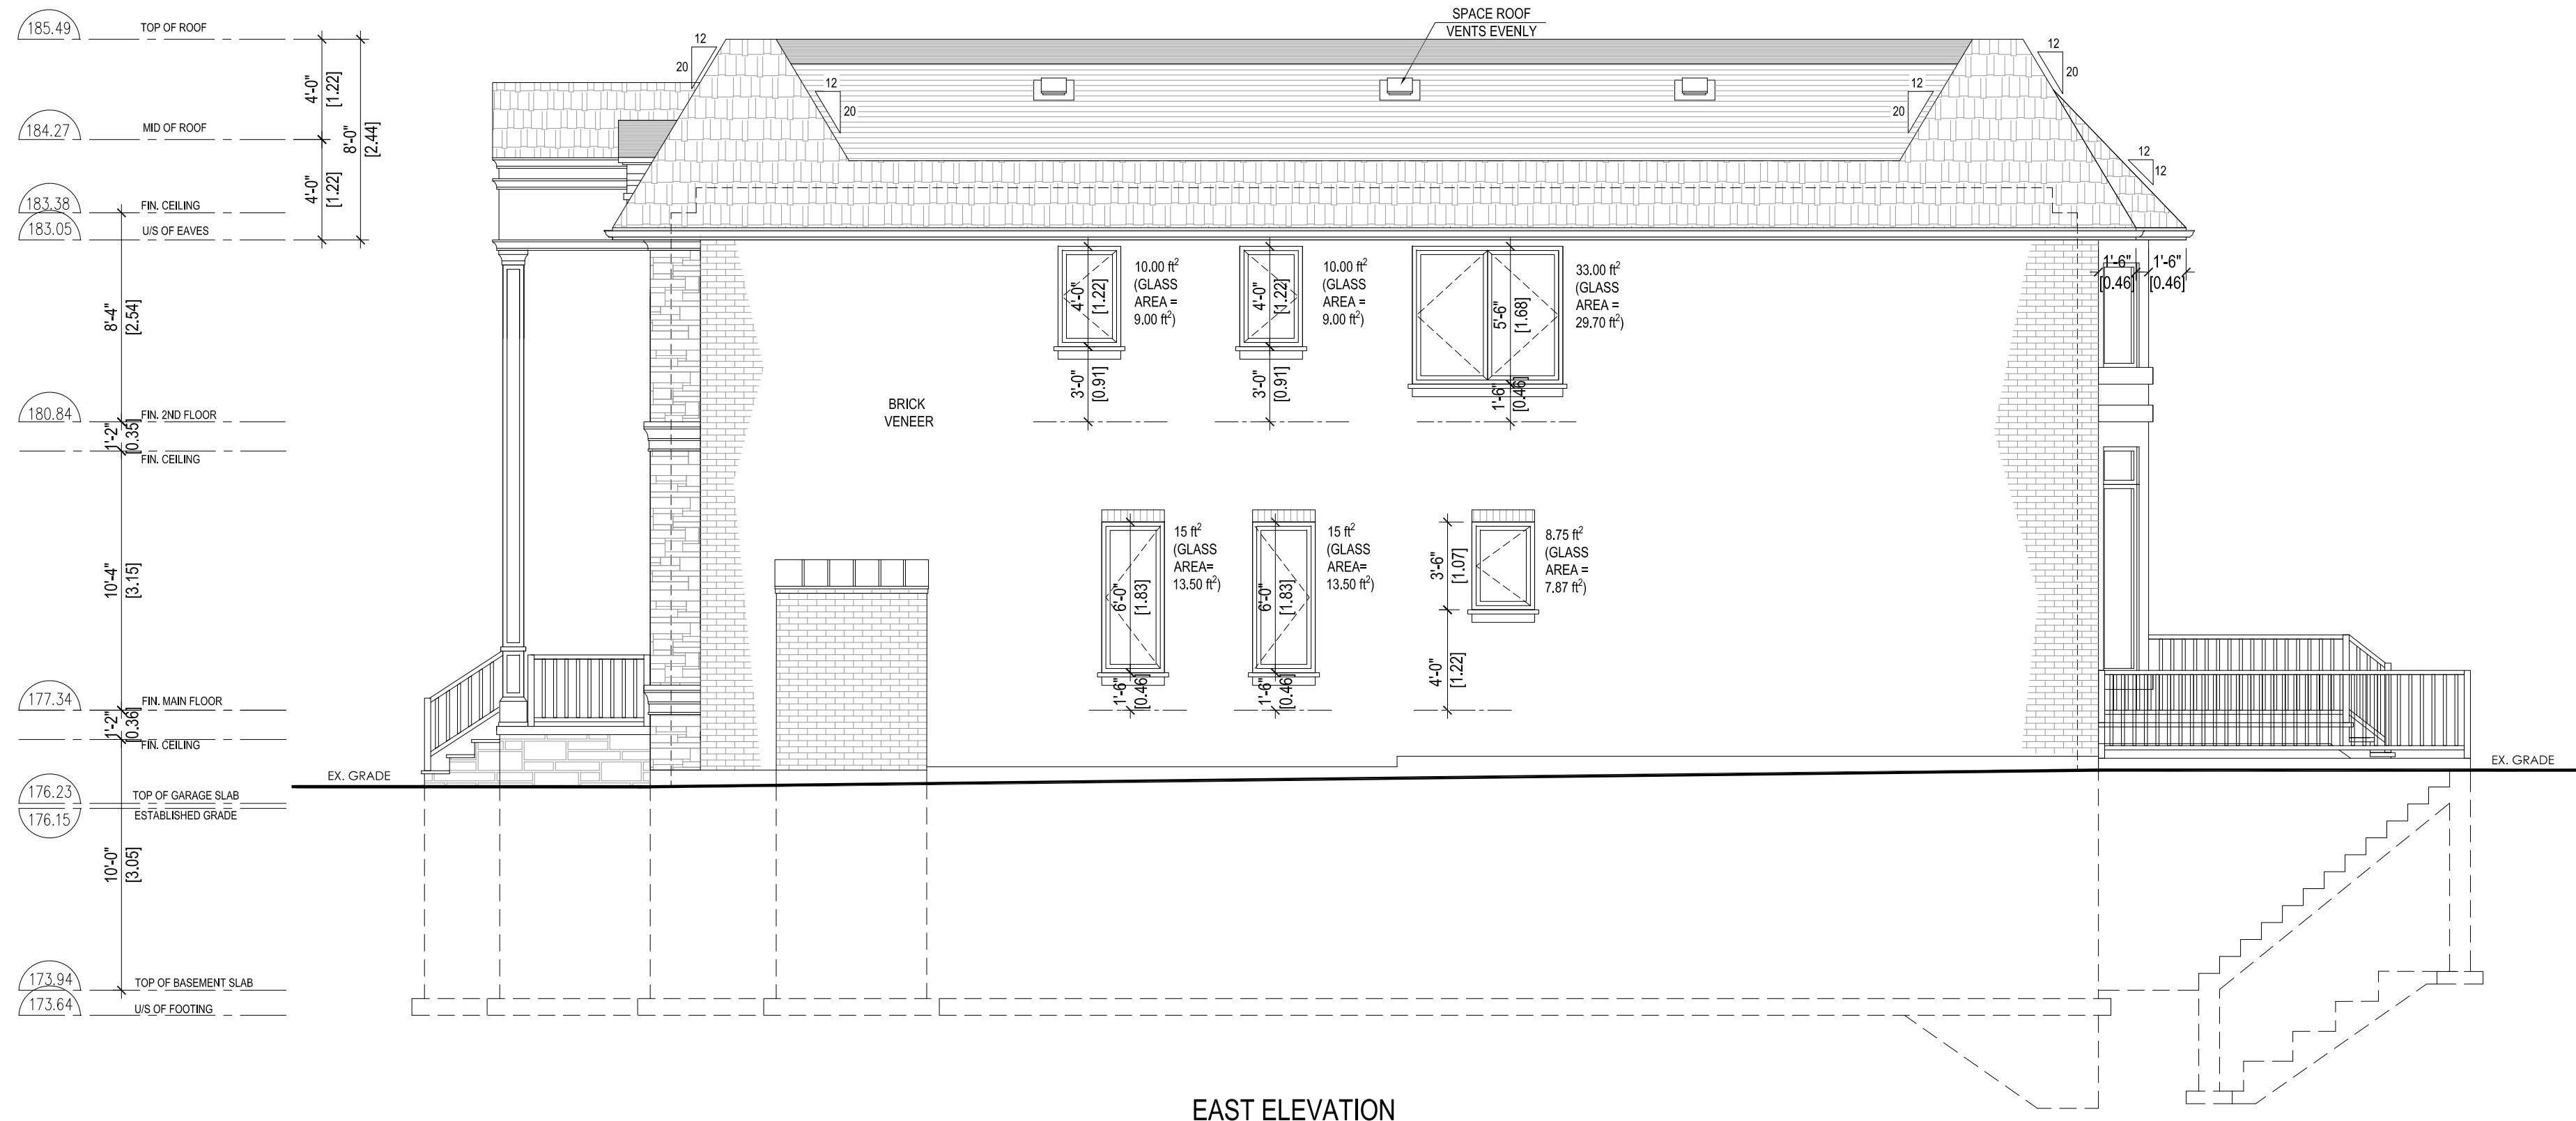 185.49
TOP OF ROOF
184.27
MID OF ROOF
183.38
FIN. CEILING
183.05
U/S OF EAVES
180.84
FIN. 2ND FLOOR
FIN. CEILING
177.34
FIN. MAIN FLOOR
FIN. CEILING
176.23
TOP OF GARAGE SLAB
176.15
ESTABLISHED GRADE
173.94
TOP OF BASEMENT SLAB
173.64
U/S OF FOOTING
4'-0"
[1.22]
4'-0"
[1.22]
8'-0"
[2.44]
8'-4"
[2.54]
1'-2"
[0.35]
10'-4"
[3.15]
1'-2"
[0.36]
10'-0"
[3.05]
SPACE ROOF
VENTS EVENLY
12
20
12
20
12
20
12
20
12
12
4'-0"
[1.22]
3'-0"
[0.91]
10.00 ft²
(GLASS
AREA =
9.00 ft²)
4'-0"
[1.22]
3'-0"
[0.91]
10.00 ft²
(GLASS
AREA =
9.00 ft²)
5'-6"
[1.68]
1'-6"
[0.46]
33.00 ft²
(GLASS
AREA =
29.70 ft²)
1'-6"
[0.46]
1'-6"
[0.46]
BRICK
VENEER
6'-0"
[1.83]
1'-6"
[0.46]
15 ft²
(GLASS
AREA=
13.50 ft²)
6'-0"
[1.83]
1'-6"
[0.46]
15 ft²
(GLASS
AREA=
13.50 ft²)
3'-6"
[1.07]
4'-0"
[1.22]
8.75 ft²
(GLASS
AREA =
7.87 ft²)
EX. GRADE
EX. GRADE
EAST ELEVATION